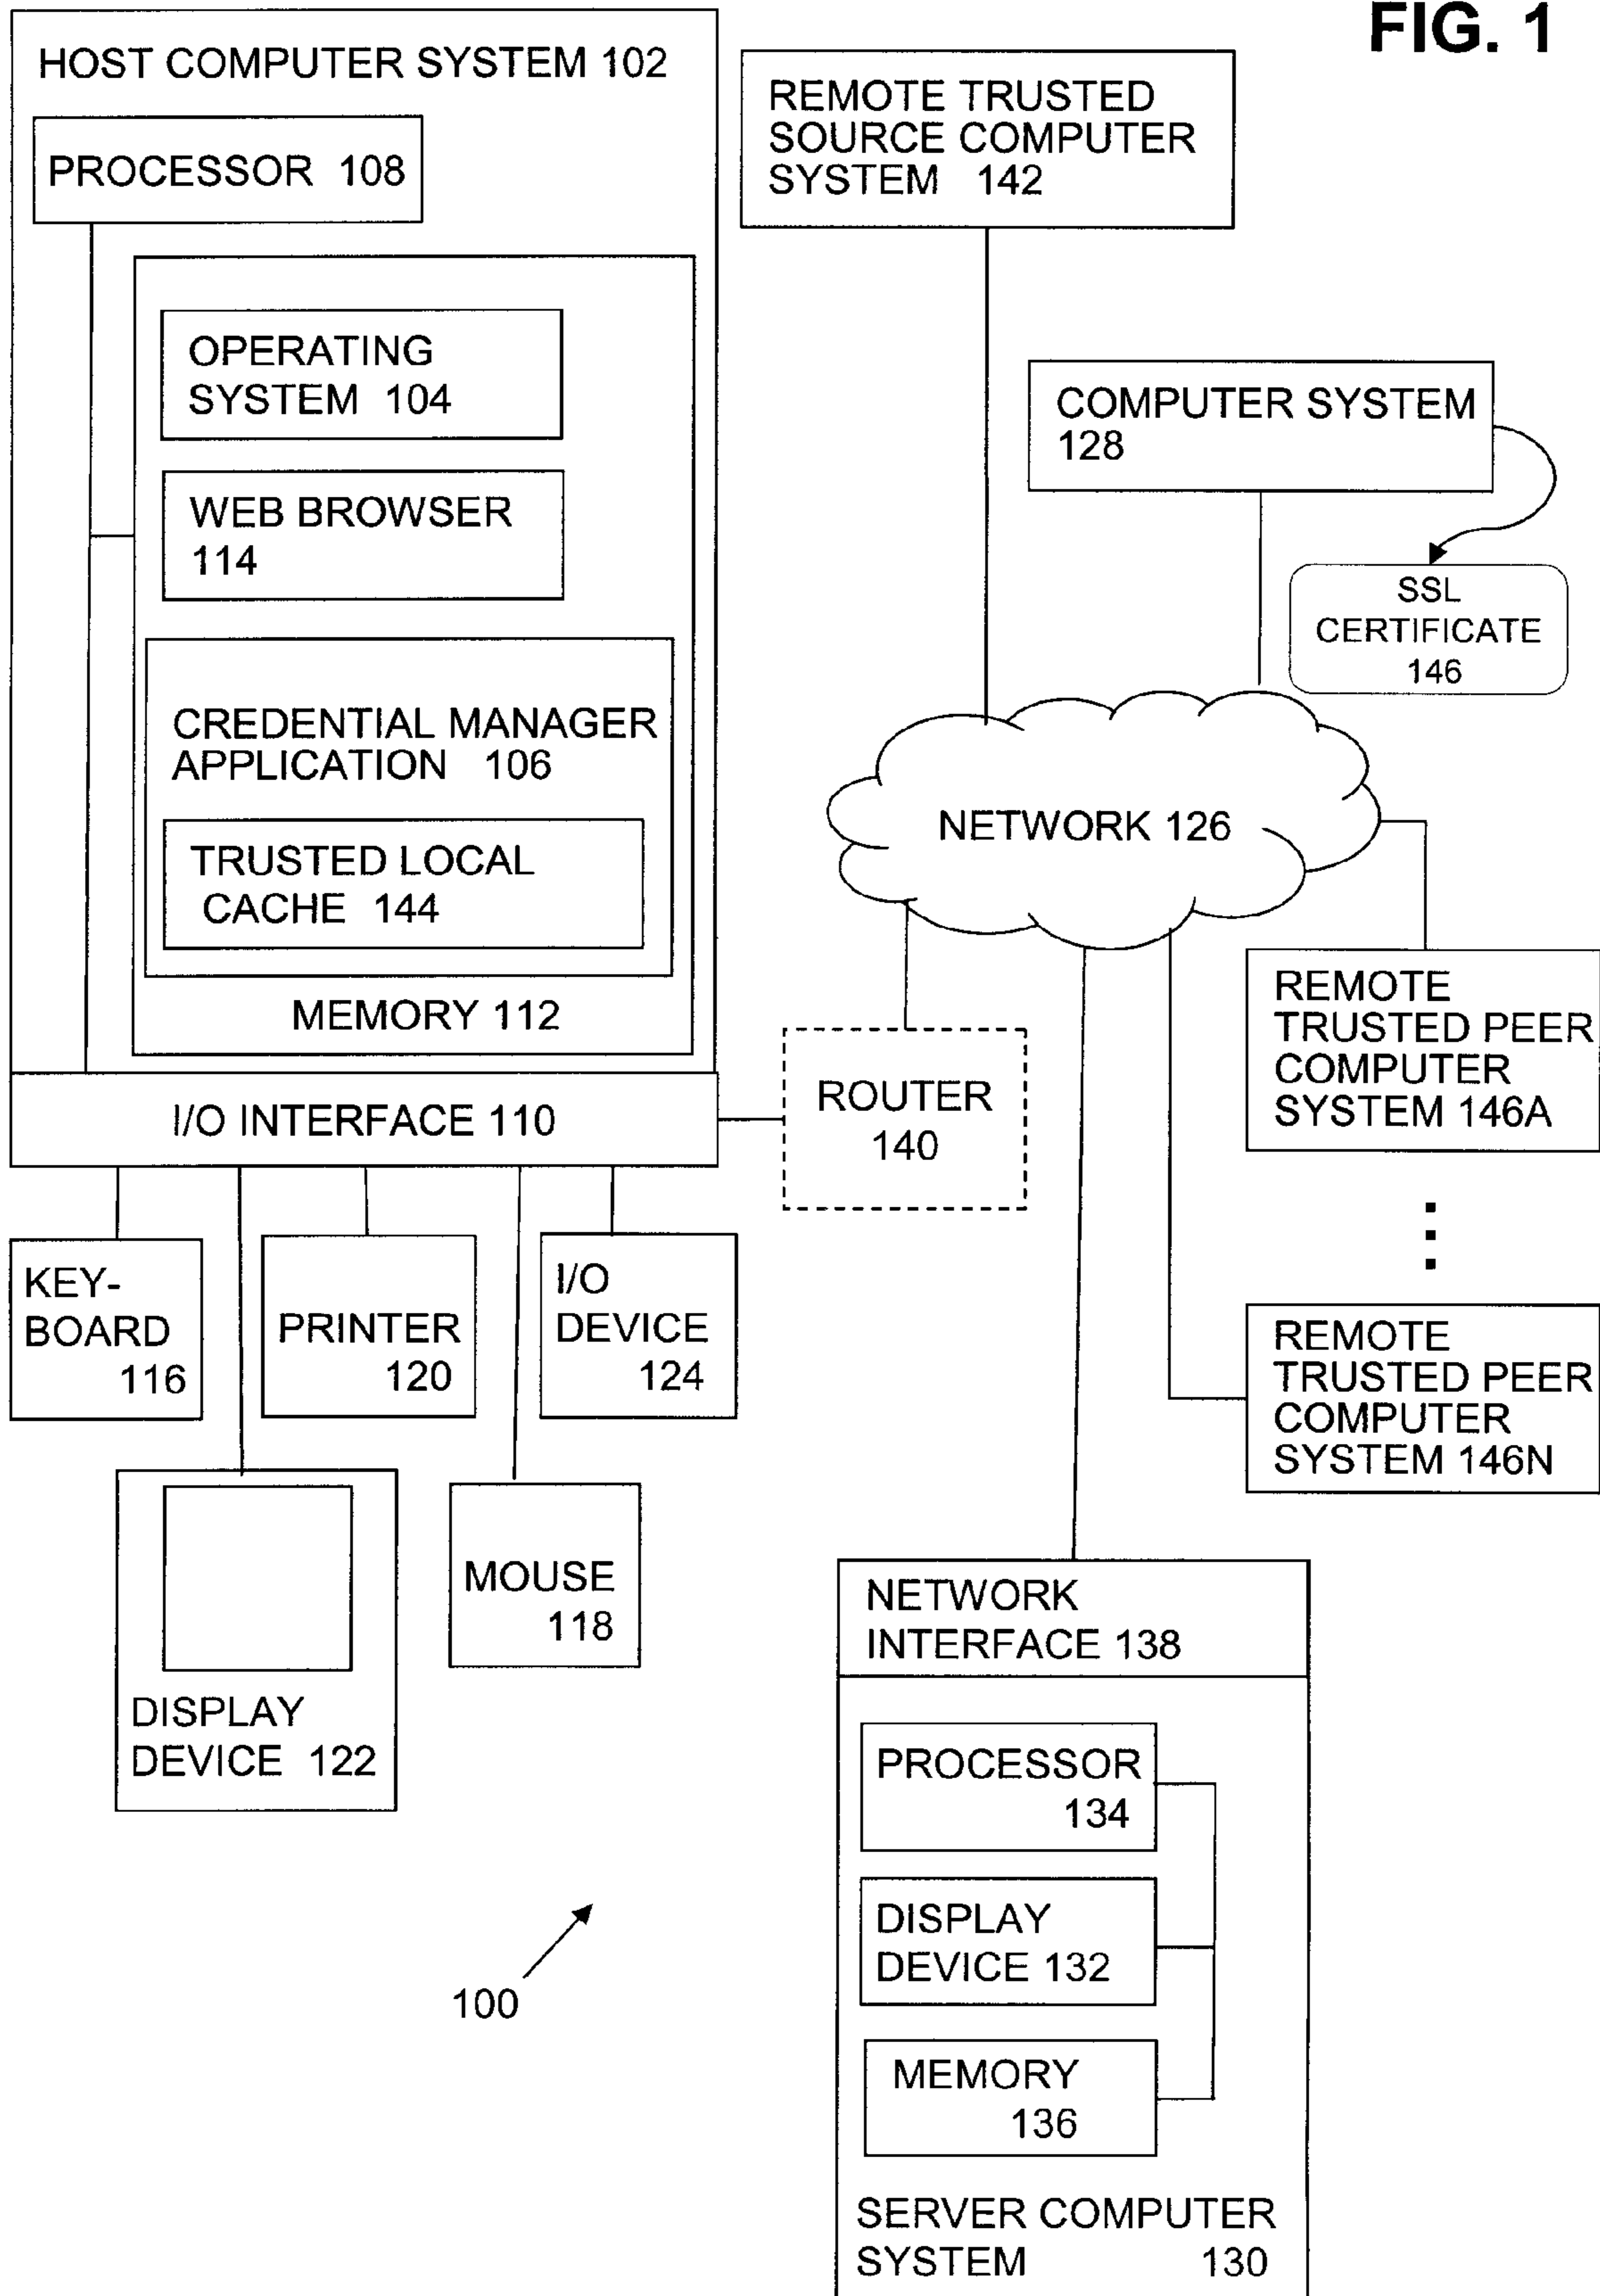 FIG. 1
HOST COMPUTER SYSTEM 102
PROCESSOR 108
OPERATING
SYSTEM 104
WEB BROWSER
114
CREDENTIAL MANAGER
APPLICATION 106
TRUSTED LOCAL
CACHE 144
MEMORY 112
I/O INTERFACE 110
KEY-
BOARD
116
PRINTER
120
I/O
DEVICE
124
DISPLAY
DEVICE 122
MOUSE
118
REMOTE TRUSTED
SOURCE COMPUTER
SYSTEM 142
COMPUTER SYSTEM
128
SSL
CERTIFICATE
146
NETWORK 126
ROUTER
140
REMOTE
TRUSTED PEER
COMPUTER
SYSTEM 146A
REMOTE
TRUSTED PEER
COMPUTER
SYSTEM 146N
NETWORK
INTERFACE 138
PROCESSOR
134
DISPLAY
DEVICE 132
MEMORY
136
SERVER COMPUTER
SYSTEM 130
100